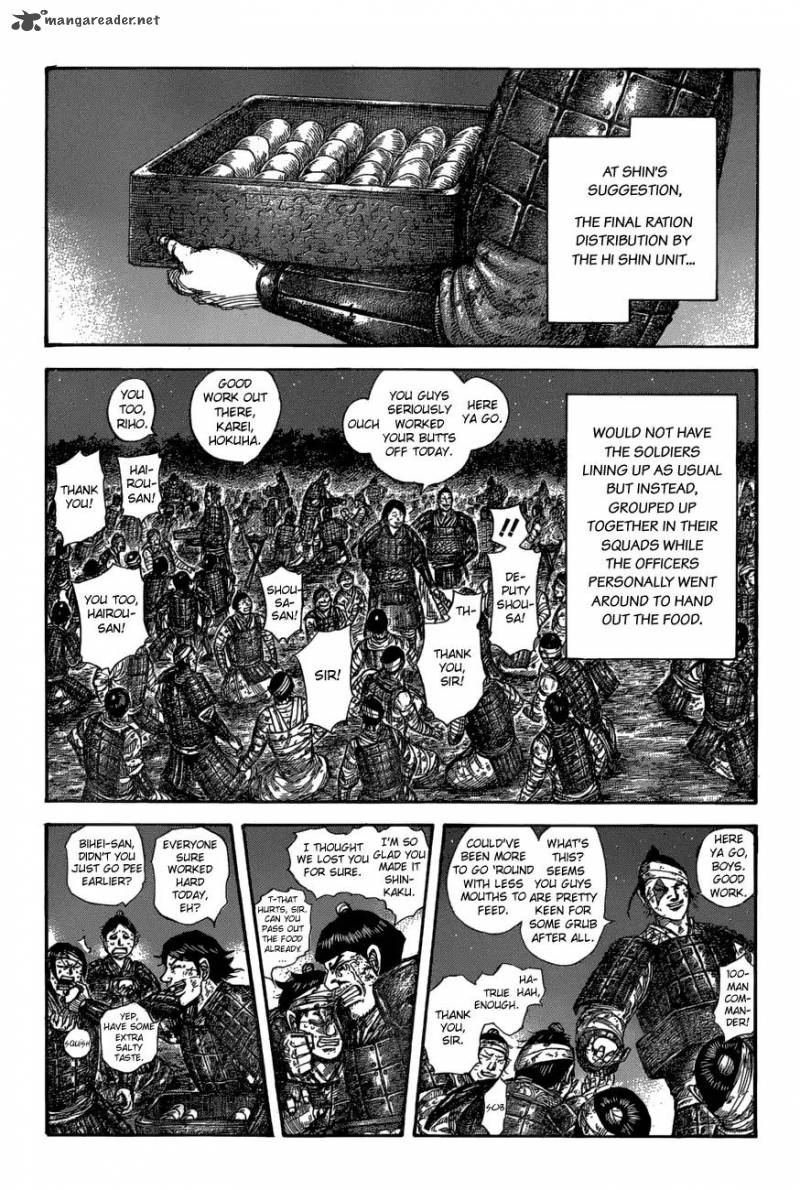 mangareader.net
AT SHIN'S
SUGGESTION,
THE FINAL RATION
DISTRIBUTION BY
THE HI SHIN UNIT...
WOULD NOT HAVE
THE SOLDIERS
LINING UP AS USUAL
BUT INSTEAD,
GROUPED UP
TOGETHER IN THEIR
SQUADS WHILE
THE OFFICERS
PERSONALLY WENT
AROUND TO HAND
OUT THE FOOD.
HERE
YA GO.
YOU GUYS
SERIOUSLY
WORKED
YOUR BUTTS
OFF TODAY.
OUCH
GOOD
WORK OUT
THERE,
KAREI,
HOKUHA.
YOU
TOO,
RIHO.
!!
DE-
PUTY
SHOU-
SA!
TH-
THANK
YOU,
SIR!
SHOU-
SA-
SAN!
SIR!
HAI-
ROU-
SAN!
THANK
YOU!
YOU TOO,
HAIROU-
SAN!
HERE
YA GO,
BOYS.
GOOD
WORK.
100-
MAN
COM-
MAN-
DER!
WHAT'S
THIS?
SEEMS
YOU GUYS
ARE PRETTY
KEEN FOR
SOME GRUB
AFTER ALL.
COULD'VE
BEEN MORE
TO GO 'ROUND
WITH LESS
MOUTHS TO
FEED.
HA-
HAH,
TRUE
ENOUGH.
THANK
YOU,
SIR.
SOB
I'M SO
GLAD YOU
MADE IT
SHIN-
KAKU.
I THOUGHT
WE LOST YOU
FOR SURE.
T-THAT
HURTS, SIR.
CAN YOU
PASS OUT
THE FOOD
ALREADY...
EVERYONE
SURE
WORKED
HARD
TODAY,
EH?
BIHEI-SAN,
DIDN'T YOU
JUST GO PEE
EARLIER?
YEP,
HAVE SOME
EXTRA
SALTY
TASTE.
SQUISH